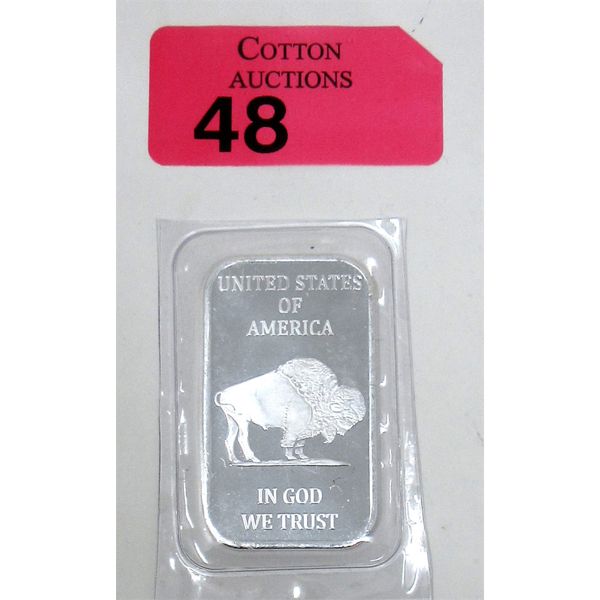 COTTON
AUCTIONS
48
UNITED STATES
OF
AMERICA
IN GOD
WE TRUST